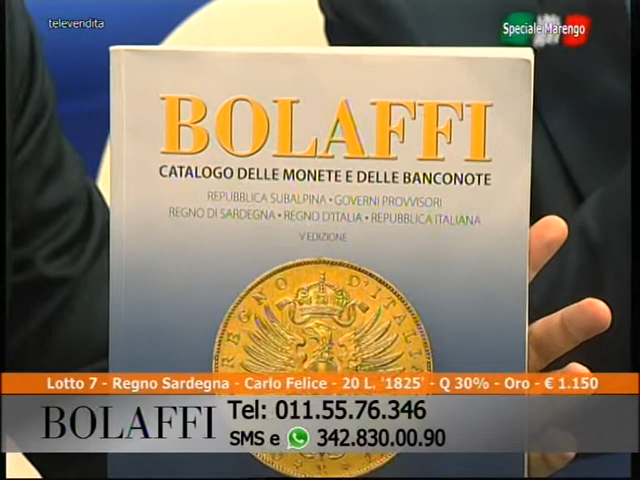 televendita
Speciale Marengo
BOLAFFI
CATALOGO DELLE MONETE E DELLE BANCONOTE
REPUBBLICA SUBALPINA • GOVERNI PROVVISORI
REGNO DI SARDEGNA • REGNO D'ITALIA • REPUBBLICA ITALIANA
V EDIZIONE
REGNO D'ITALIA
Lotto 7 - Regno Sardegna - Carlo Felice - 20 L. '1825' - Q 30% - Oro - € 1.150
BOLAFFI
Tel: 011.55.76.346
SMS e 342.830.00.90